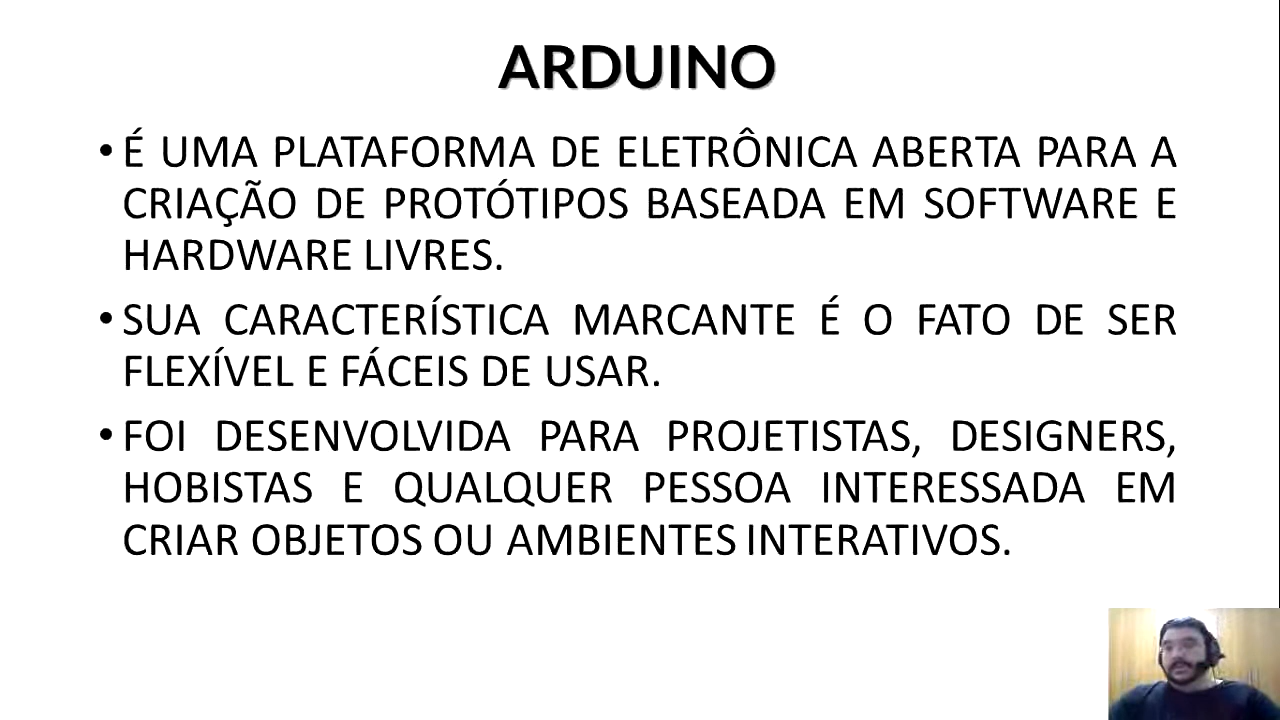 ARDUINO
• É UMA PLATAFORMA DE ELETRÔNICA ABERTA PARA A
CRIAÇÃO DE PROTÓTIPOS BASEADA EM SOFTWARE E
HARDWARE LIVRES.
• SUA CARACTERÍSTICA MARCANTE É O FATO DE SER
FLEXÍVEL E FÁCEIS DE USAR.
• FOI DESENVOLVIDA PARA PROJETISTAS, DESIGNERS,
HOBISTAS E QUALQUER PESSOA INTERESSADA EM
CRIAR OBJETOS OU AMBIENTES INTERATIVOS.